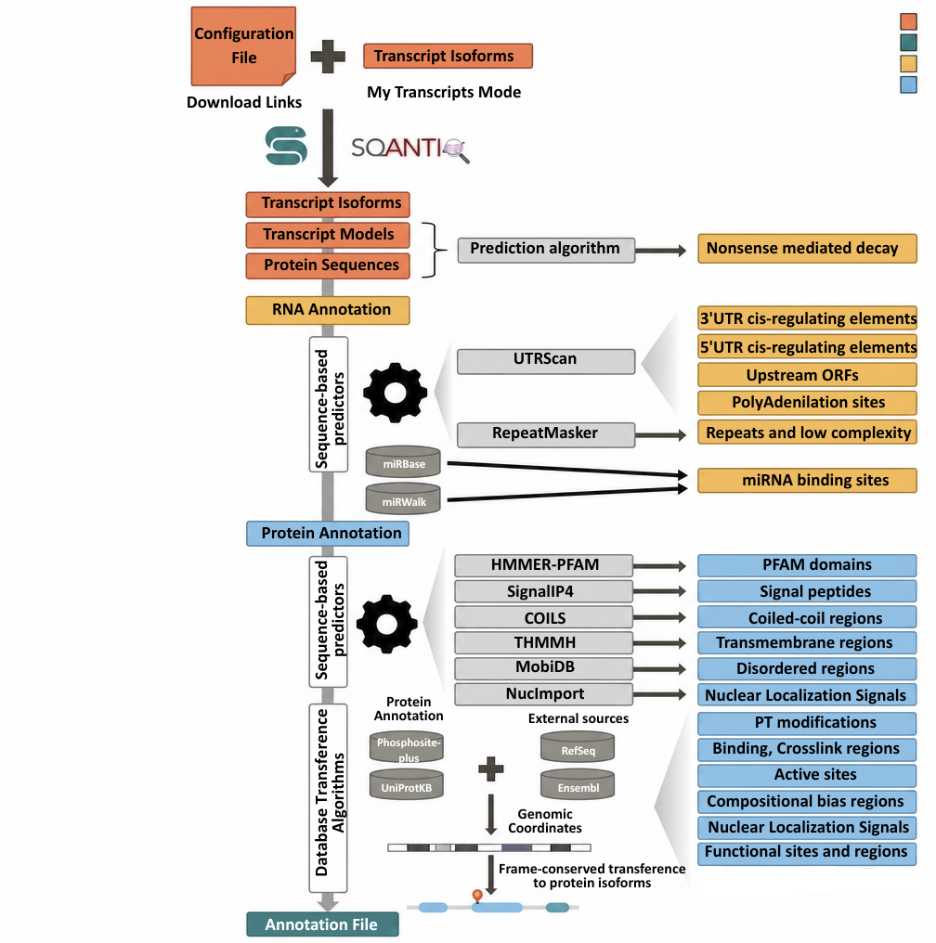 Configuration
File
Transcript Isoforms
Download Links
My Transcripts Mode
SQANTI
Transcript Isoforms
Transcript Models
Protein Sequences
Prediction algorithm
Nonsense mediated decay
RNA Annotation
Sequence-based
predictors
UTRScan
3'UTR cis-regulating elements
5'UTR cis-regulating elements
Upstream ORFs
PolyAdenilation sites
RepeatMasker
Repeats and low complexity
miRBase
miRWalk
miRNA binding sites
Protein Annotation
Sequence-based
predictors
HMMER-PFAM
PFAM domains
SignalIP4
Signal peptides
COILS
Coiled-coil regions
THMMH
Transmembrane regions
MobiDB
Disordered regions
NucImport
Nuclear Localization Signals
Database Transference
Algorithms
Protein
Annotation
External sources
Phosphosite-
plus
UniProtKB
RefSeq
Ensembl
PT modifications
Binding, Crosslink regions
Active sites
Compositional bias regions
Nuclear Localization Signals
Functional sites and regions
Genomic
Coordinates
Frame-conserved transference
to protein isoforms
Annotation File